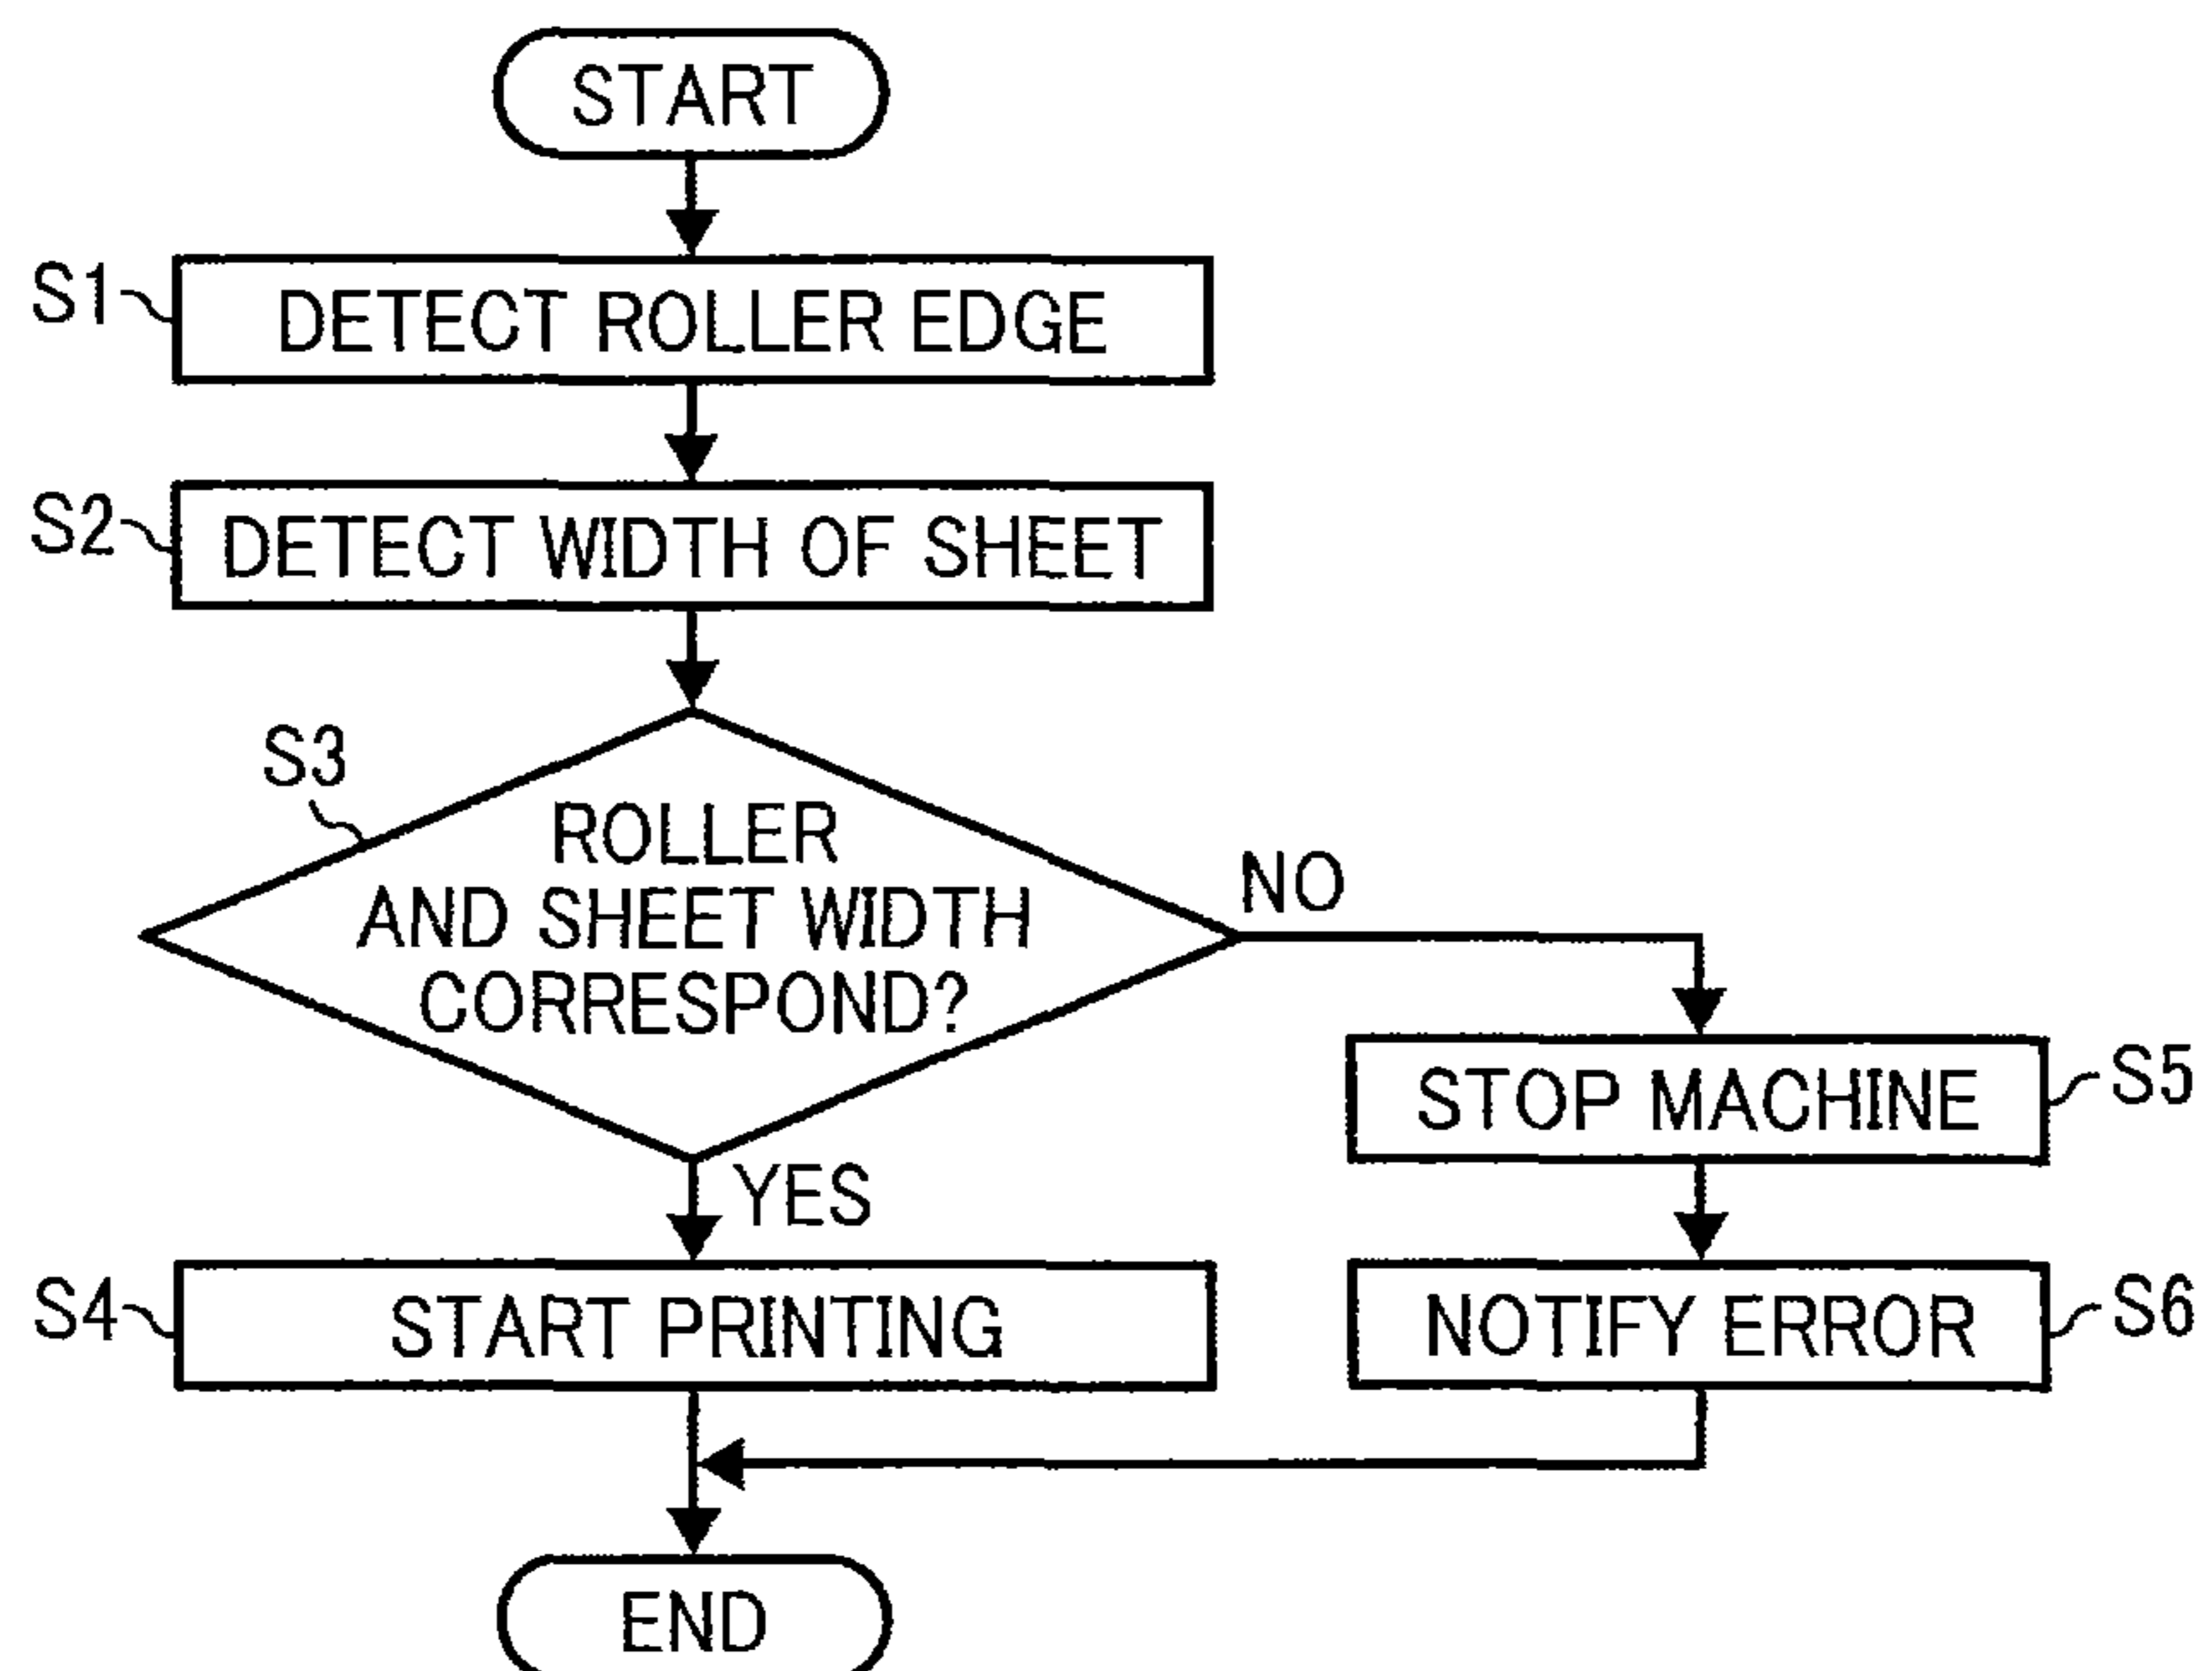 START
S1
DETECT ROLLER EDGE
S2
DETECT WIDTH OF SHEET
S3
ROLLER
AND SHEET WIDTH
CORRESPOND?
NO
YES
STOP MACHINE
S5
S4
START PRINTING
NOTIFY ERROR
S6
END